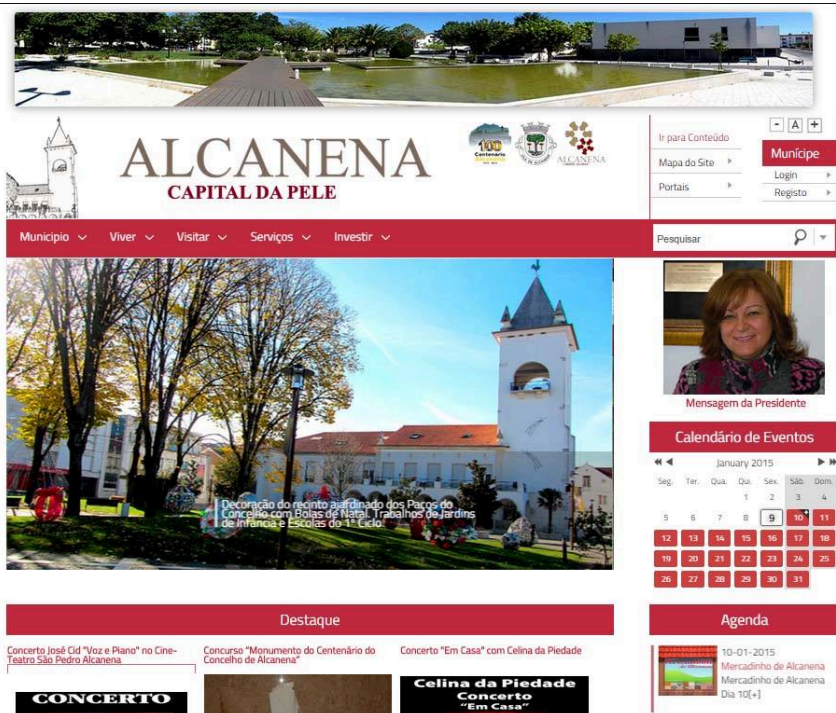 - A +
Ir para Conteúdo
Mapa do Site
Portais
Munícipe
Login
Registo
ALCANENA
CAPITAL DA PELE
100
Centenário
ALCANENA
Municipio
Viver
Visitar
Serviços
Investir
Pesquisar
Decoração do recinto ajardinado dos Paços do
Concelho com Bolas de Natal. Trabalhos de Jardins
de Infância e Escolas do 1º Ciclo.
Mensagem da Presidente
Calendário de Eventos
January 2015
Seg. Ter. Qua. Qui. Sex. Sáb. Dom.
1 2 3 4
5 6 7 8 9 10 11
12 13 14 15 16 17 18
19 20 21 22 23 24 25
26 27 28 29 30 31
Destaque
Concerto José Cid "Voz e Piano" no Cine-
Teatro São Pedro Alcanena
CONCERTO
Concurso "Monumento do Centenário do
Concelho de Alcanena"
Concerto "Em Casa" com Celina da Piedade
Celina da Piedade
Concerto
"Em Casa"
Agenda
10-01-2015
Mercadinho de Alcanena
Mercadinho de Alcanena
Dia 10[+]